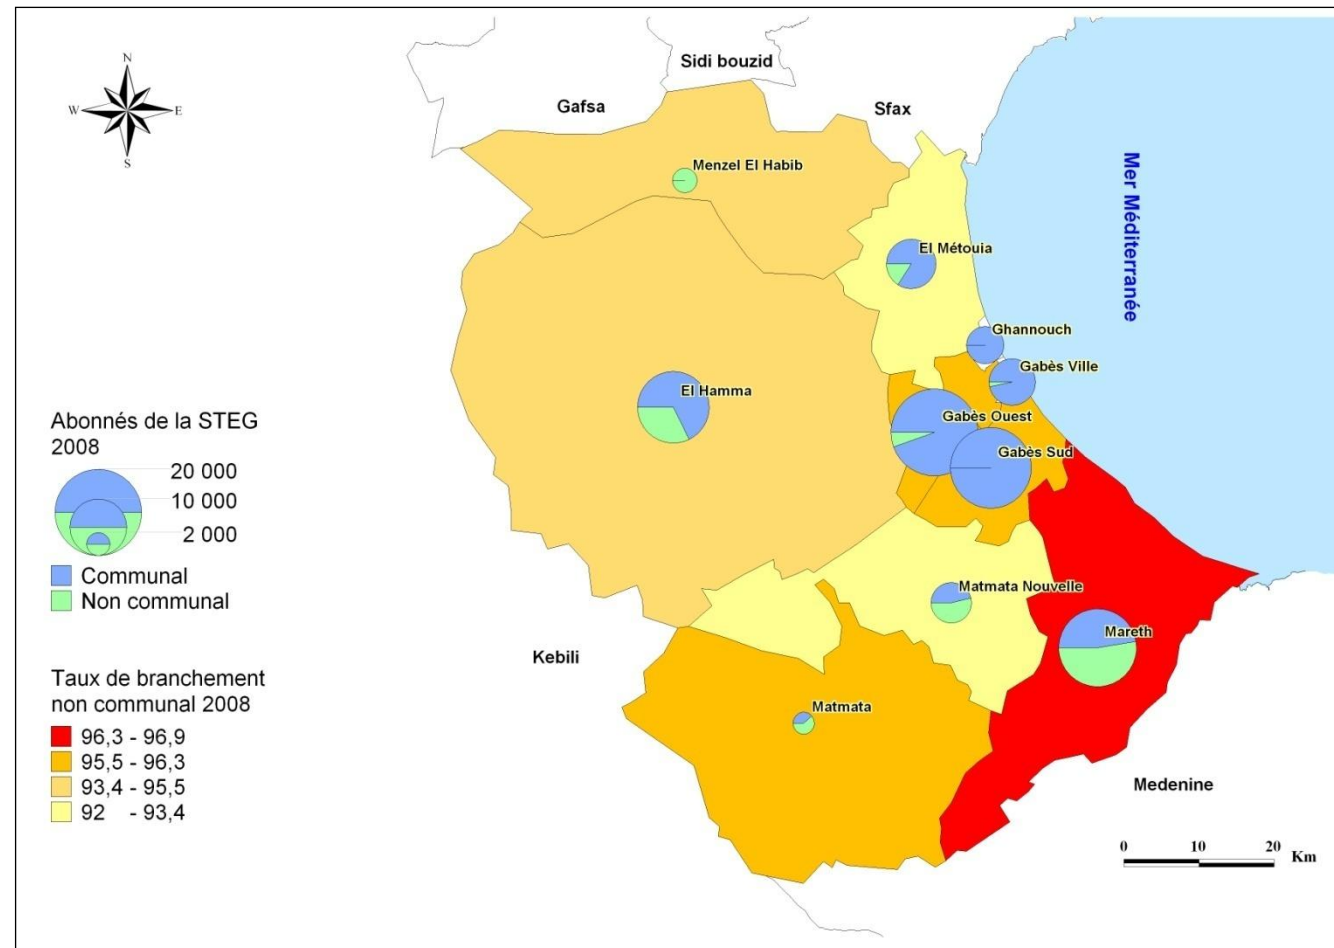 Sidi bouzid
Gafsa
Sfax
N
W
E
S
Menzel El Habib
Mer Méditerranée
El Métouia
Ghannouch
Gabès Ville
El Hamma
Gabès Ouest
Gabès Sud
Abonnés de la STEG
2008
20 000
10 000
2 000
Communal
Non communal
Matmata Nouvelle
Mareth
Kebili
Matmata
Taux de branchement
non communal 2008
96,3 - 96,9
95,5 - 96,3
93,4 - 95,5
92 - 93,4
Medenine
0 10 20
Km